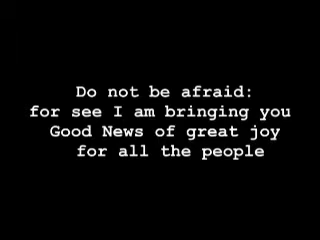 Do not be afraid:
for see I am bringing you
Good News of great joy
for all the people